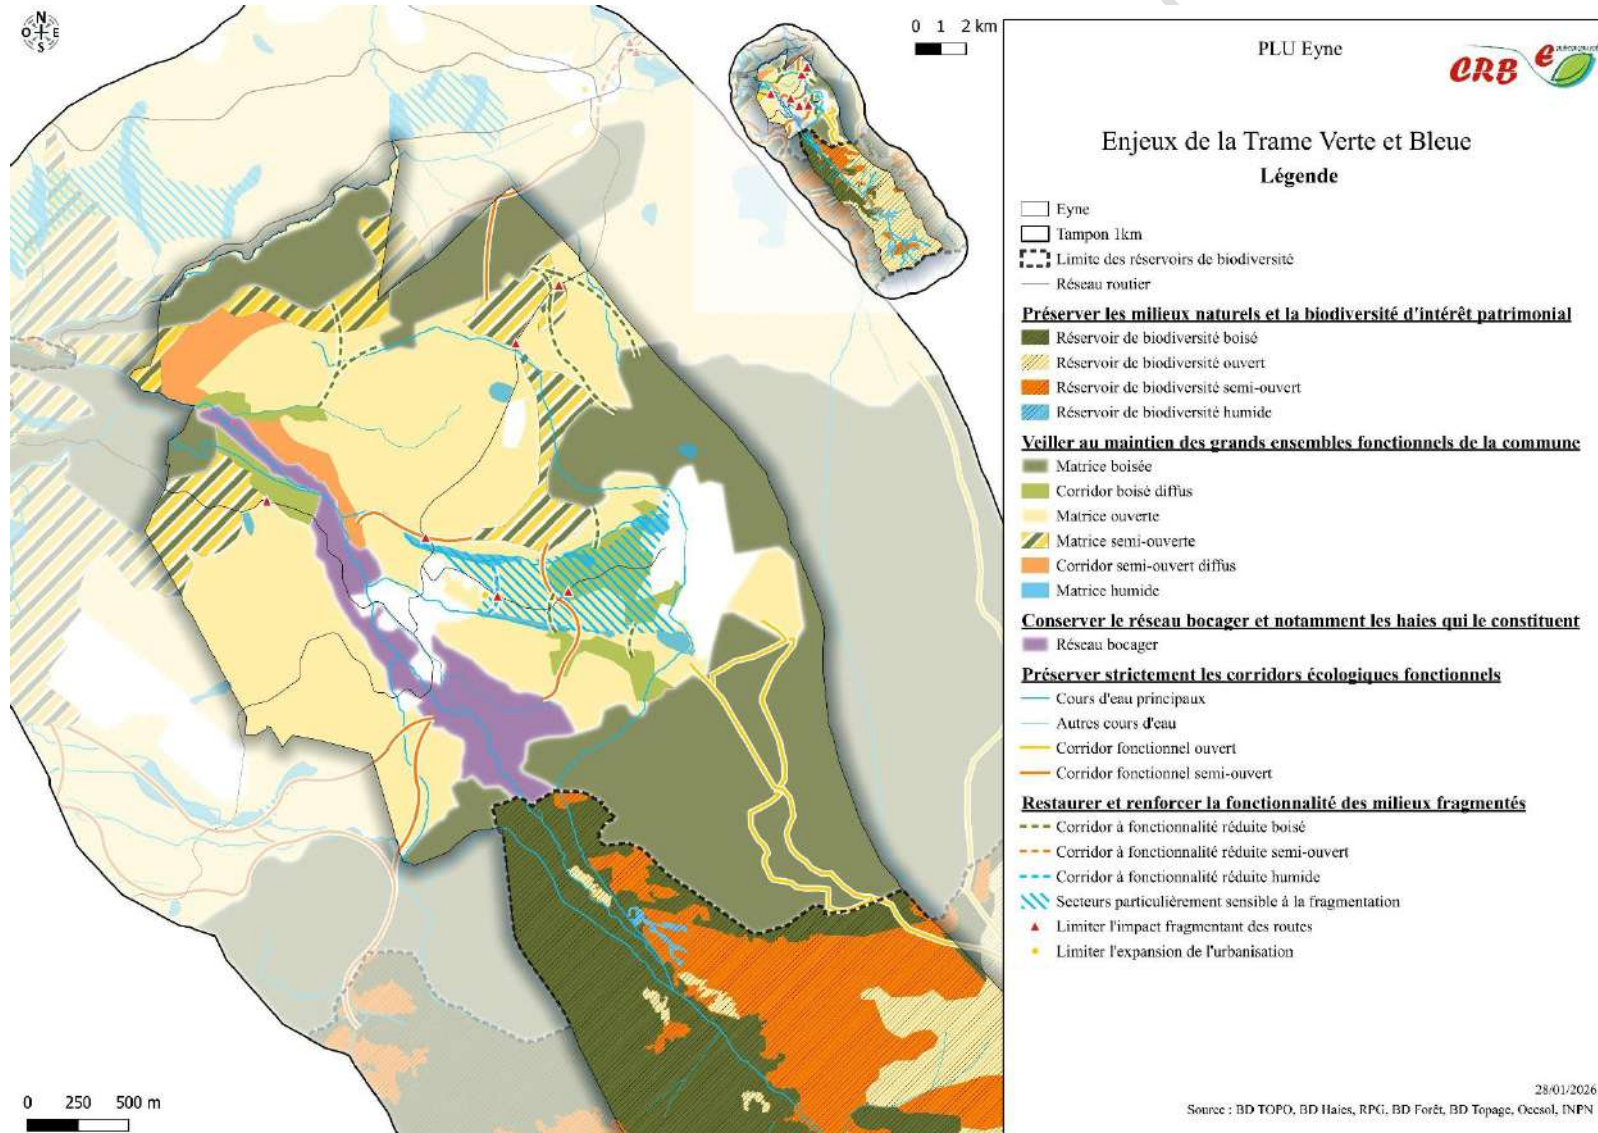 N
O E
S
0 1 2 km
PLU Eyne
CRB e
Enjeux de la Trame Verte et Bleue
Légende
Eyne
Tampon 1km
Limite des réservoirs de biodiversité
Réseau routier
Préserver les milieux naturels et la biodiversité d'intérêt patrimonial
Réservoir de biodiversité boisé
Réservoir de biodiversité ouvert
Réservoir de biodiversité semi-ouvert
Réservoir de biodiversité humide
Veiller au maintien des grands ensembles fonctionnels de la commune
Matrice boisée
Corridor boisé diffus
Matrice ouverte
Matrice semi-ouverte
Corridor semi-ouvert diffus
Matrice humide
Conserver le réseau bocager et notamment les haies qui le constituent
Réseau bocager
Préserver strictement les corridors écologiques fonctionnels
Cours d'eau principaux
Autres cours d'eau
Corridor fonctionnel ouvert
Corridor fonctionnel semi-ouvert
Restaurer et renforcer la fonctionnalité des milieux fragmentés
Corridor à fonctionnalité réduite boisé
Corridor à fonctionnalité réduite semi-ouvert
Corridor à fonctionnalité réduite humide
Secteurs particulièrement sensible à la fragmentation
Limiter l'impact fragmentant des routes
Limiter l'expansion de l'urbanisation
0 250 500 m
28/01/2026
Source : BD TOPO, BD Haies, RPG, BD Forêt, BD Topage, Occsol, INPN